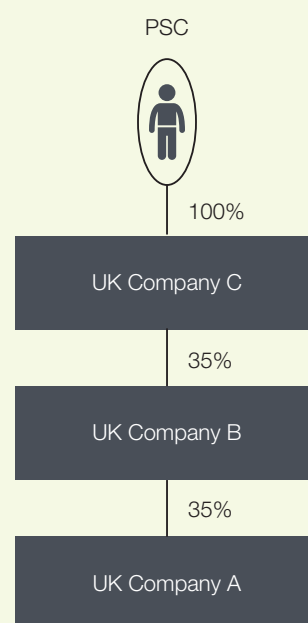 PSC
100%
UK Company C
35%
UK Company B
35%
UK Company A